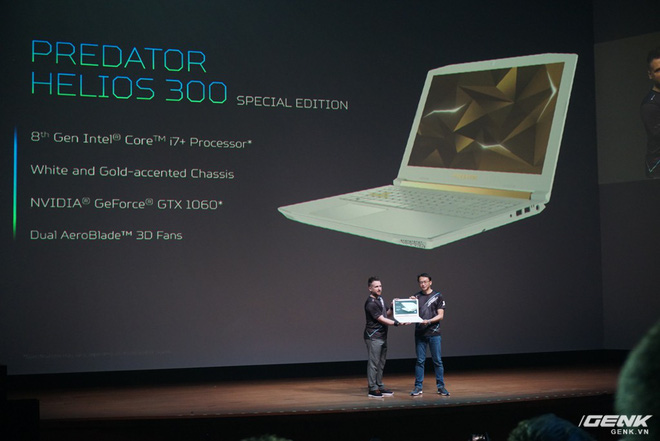 PREDATOR
HELIOS 300 SPECIAL EDITION
8th Gen Intel® Core™ i7+ Processor*
White and Gold-accented Chassis
NVIDIA® GeForce® GTX 1060*
Dual AeroBlade™ 3D Fans
GENK
GENK.VN